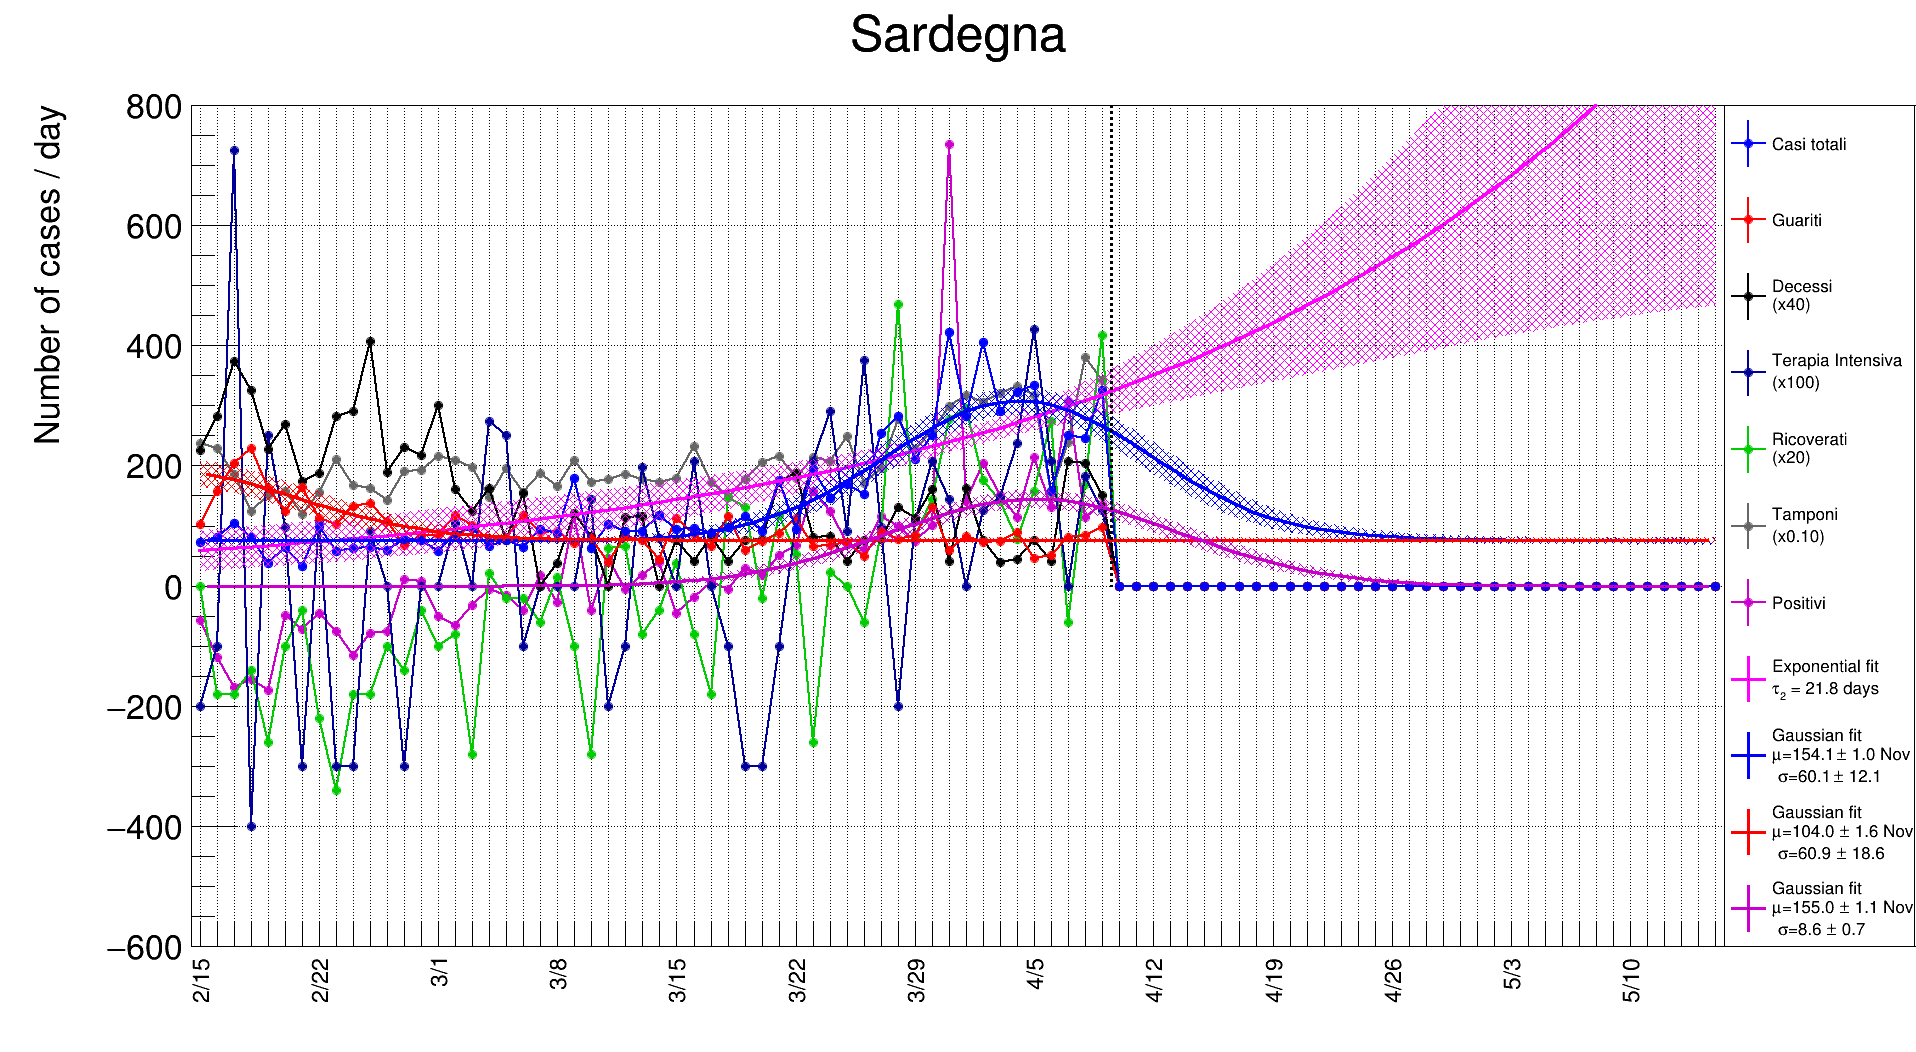 Sardegna
Number of cases / day
800
600
400
200
0
−200
−400
−600
2/15
2/22
3/1
3/8
3/15
3/22
3/29
4/5
4/12
4/19
4/26
5/3
5/10
Casi totali
Guariti
Decessi
(x40)
Terapia Intensiva
(x100)
Ricoverati
(x20)
Tamponi
(x0.10)
Positivi
Exponential fit
τ2 = 21.8 days
Gaussian fit
μ=154.1 ± 1.0 Nov
σ=60.1 ± 12.1
Gaussian fit
μ=104.0 ± 1.6 Nov
σ=60.9 ± 18.6
Gaussian fit
μ=155.0 ± 1.1 Nov
σ=8.6 ± 0.7